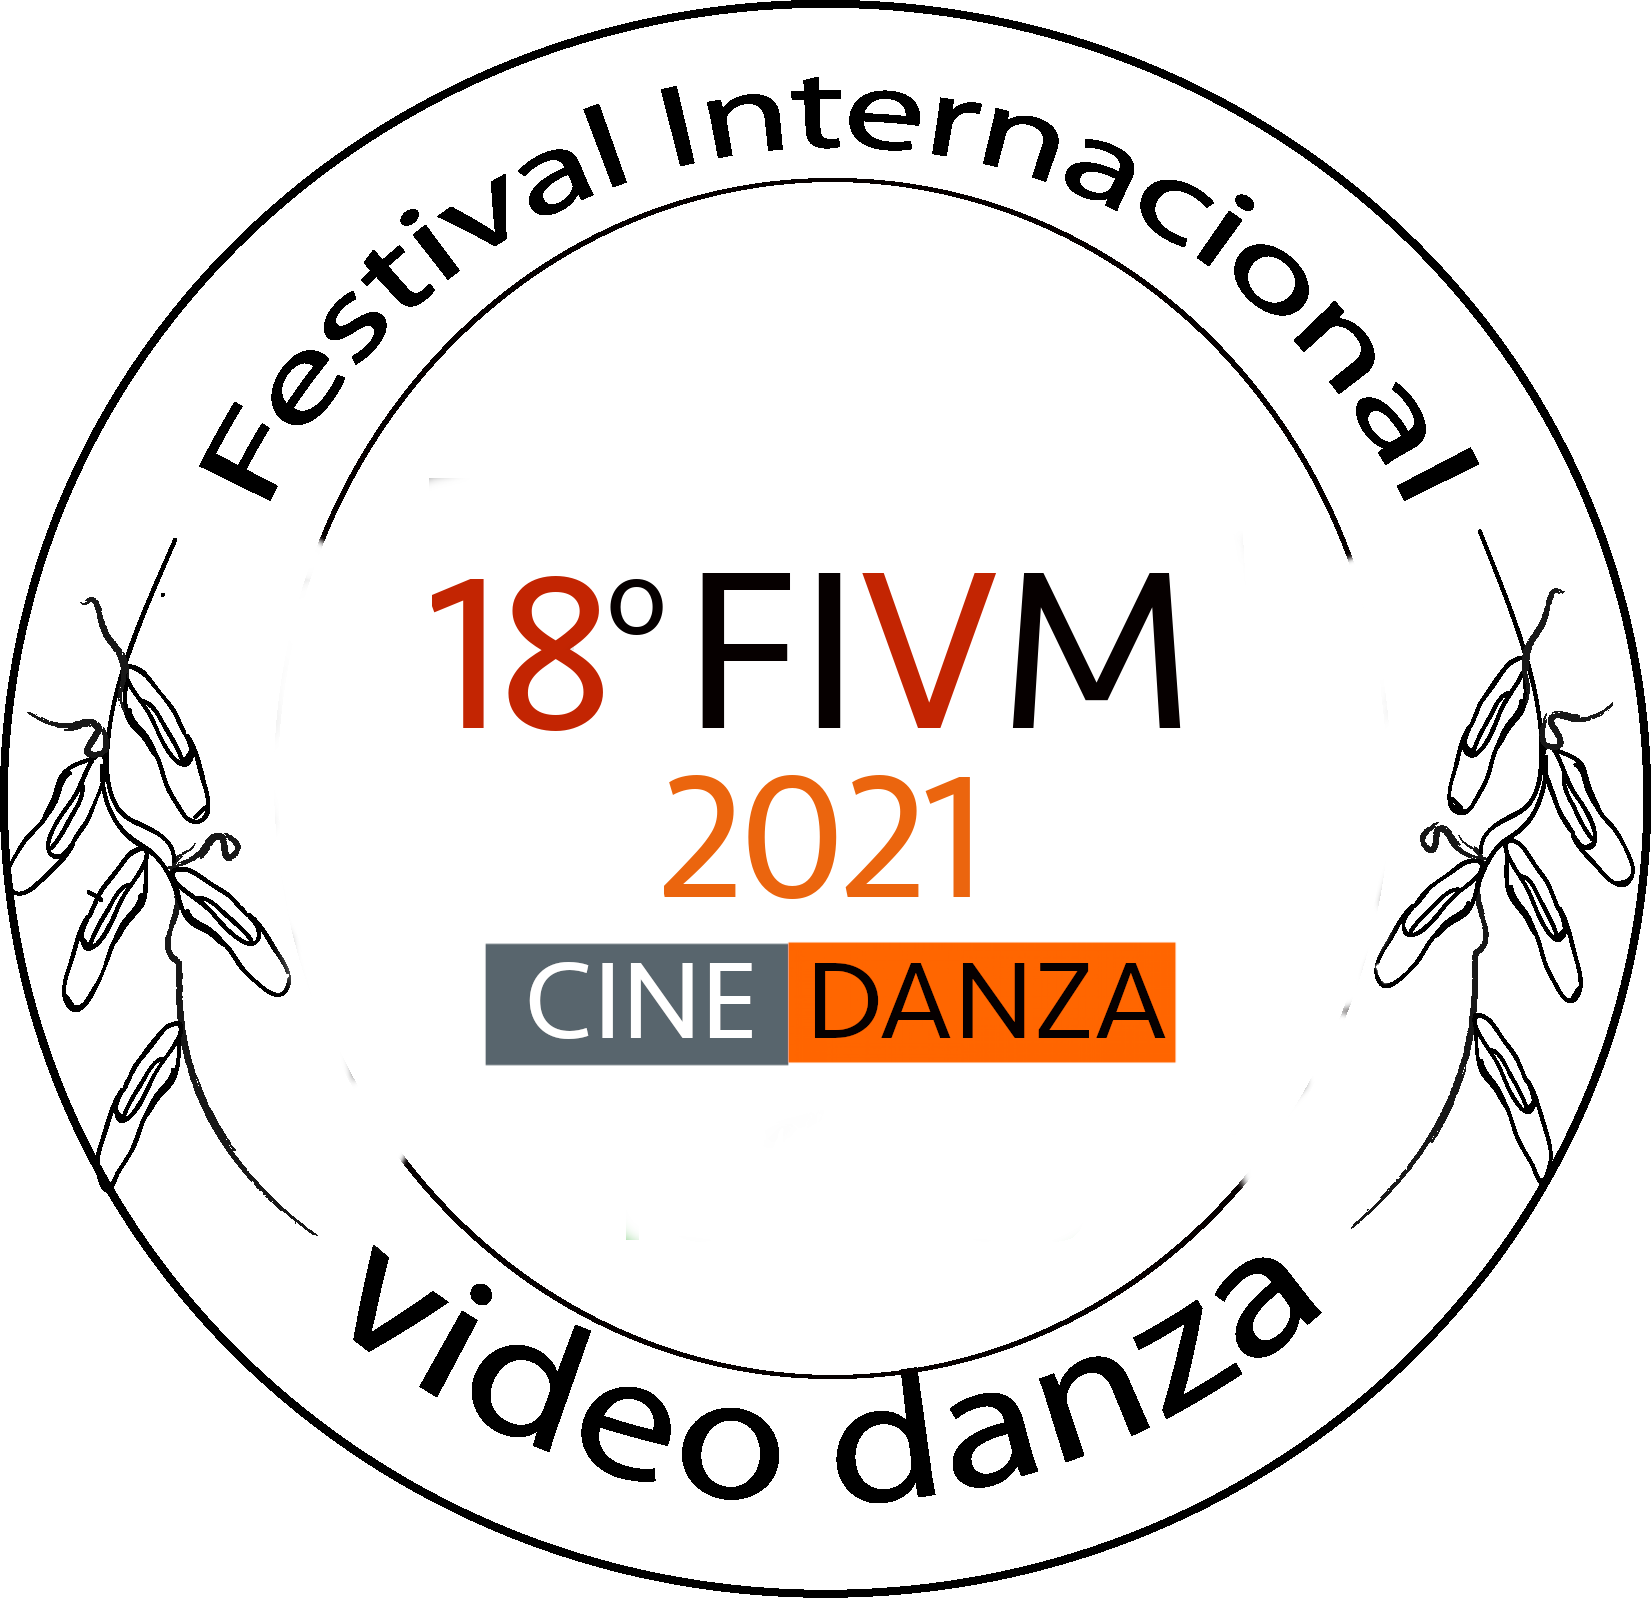 Festival Internacional
18º FIVM
2021
CINE DANZA
video danza